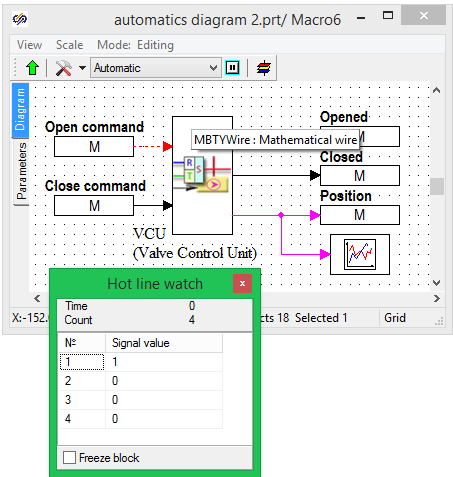 automatics diagram 2.prt/ Macro6
View Scale Mode: Editing
Automatic
Diagram
Parameters
Open command
M
Close command
M
R
S
T
MBTYWire : Mathematical wire
Opened
M
Closed
M
Position
M
VCU
(Valve Control Unit)
X:-152. cts 18 Selected 1 Grid
Hot line watch
x
Time 0
Count 4
№ Signal value
1 1
2 0
3 0
4 0
Freeze block